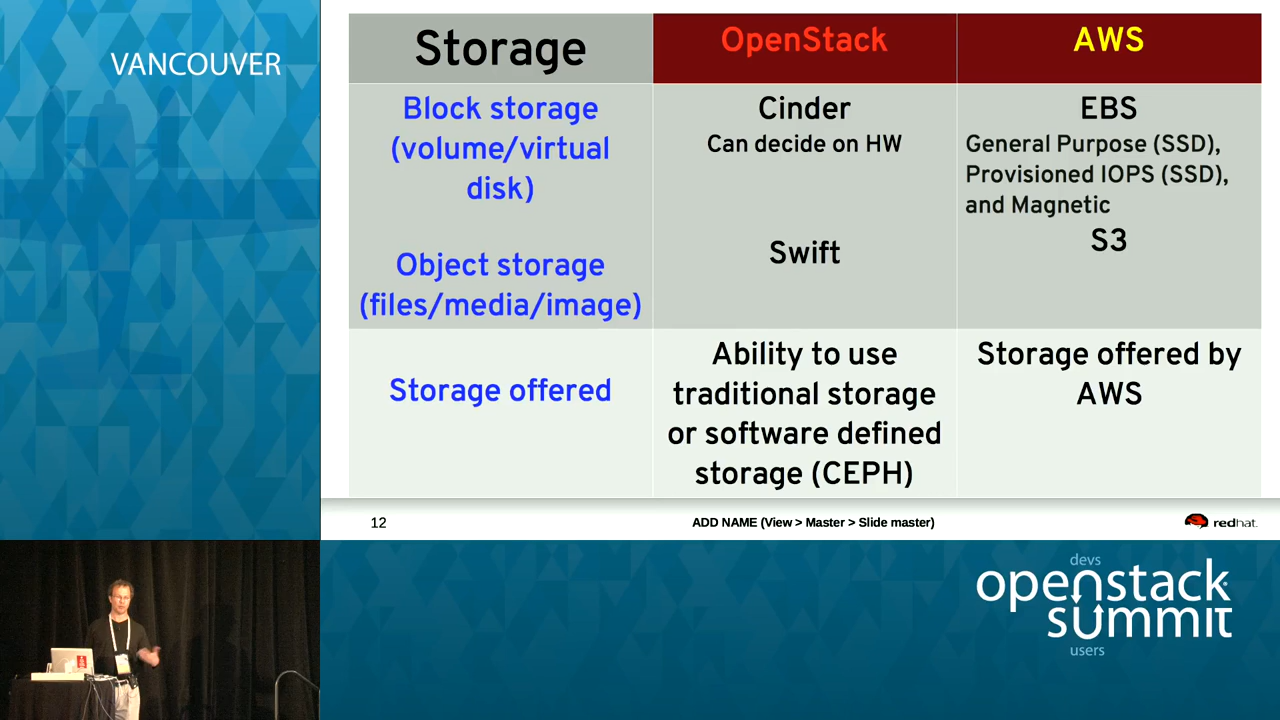 VANCOUVER
Storage
OpenStack
AWS
Block storage
(volume/virtual
disk)
Object storage
(files/media/image)
Cinder
Can decide on HW
Swift
EBS
General Purpose (SSD),
Provisioned IOPS (SSD),
and Magnetic
S3
Storage offered
Ability to use
traditional storage
or software defined
storage (CEPH)
Storage offered by
AWS
12
ADD NAME (View > Master > Slide master)
redhat.
devs
openstack
summit
users